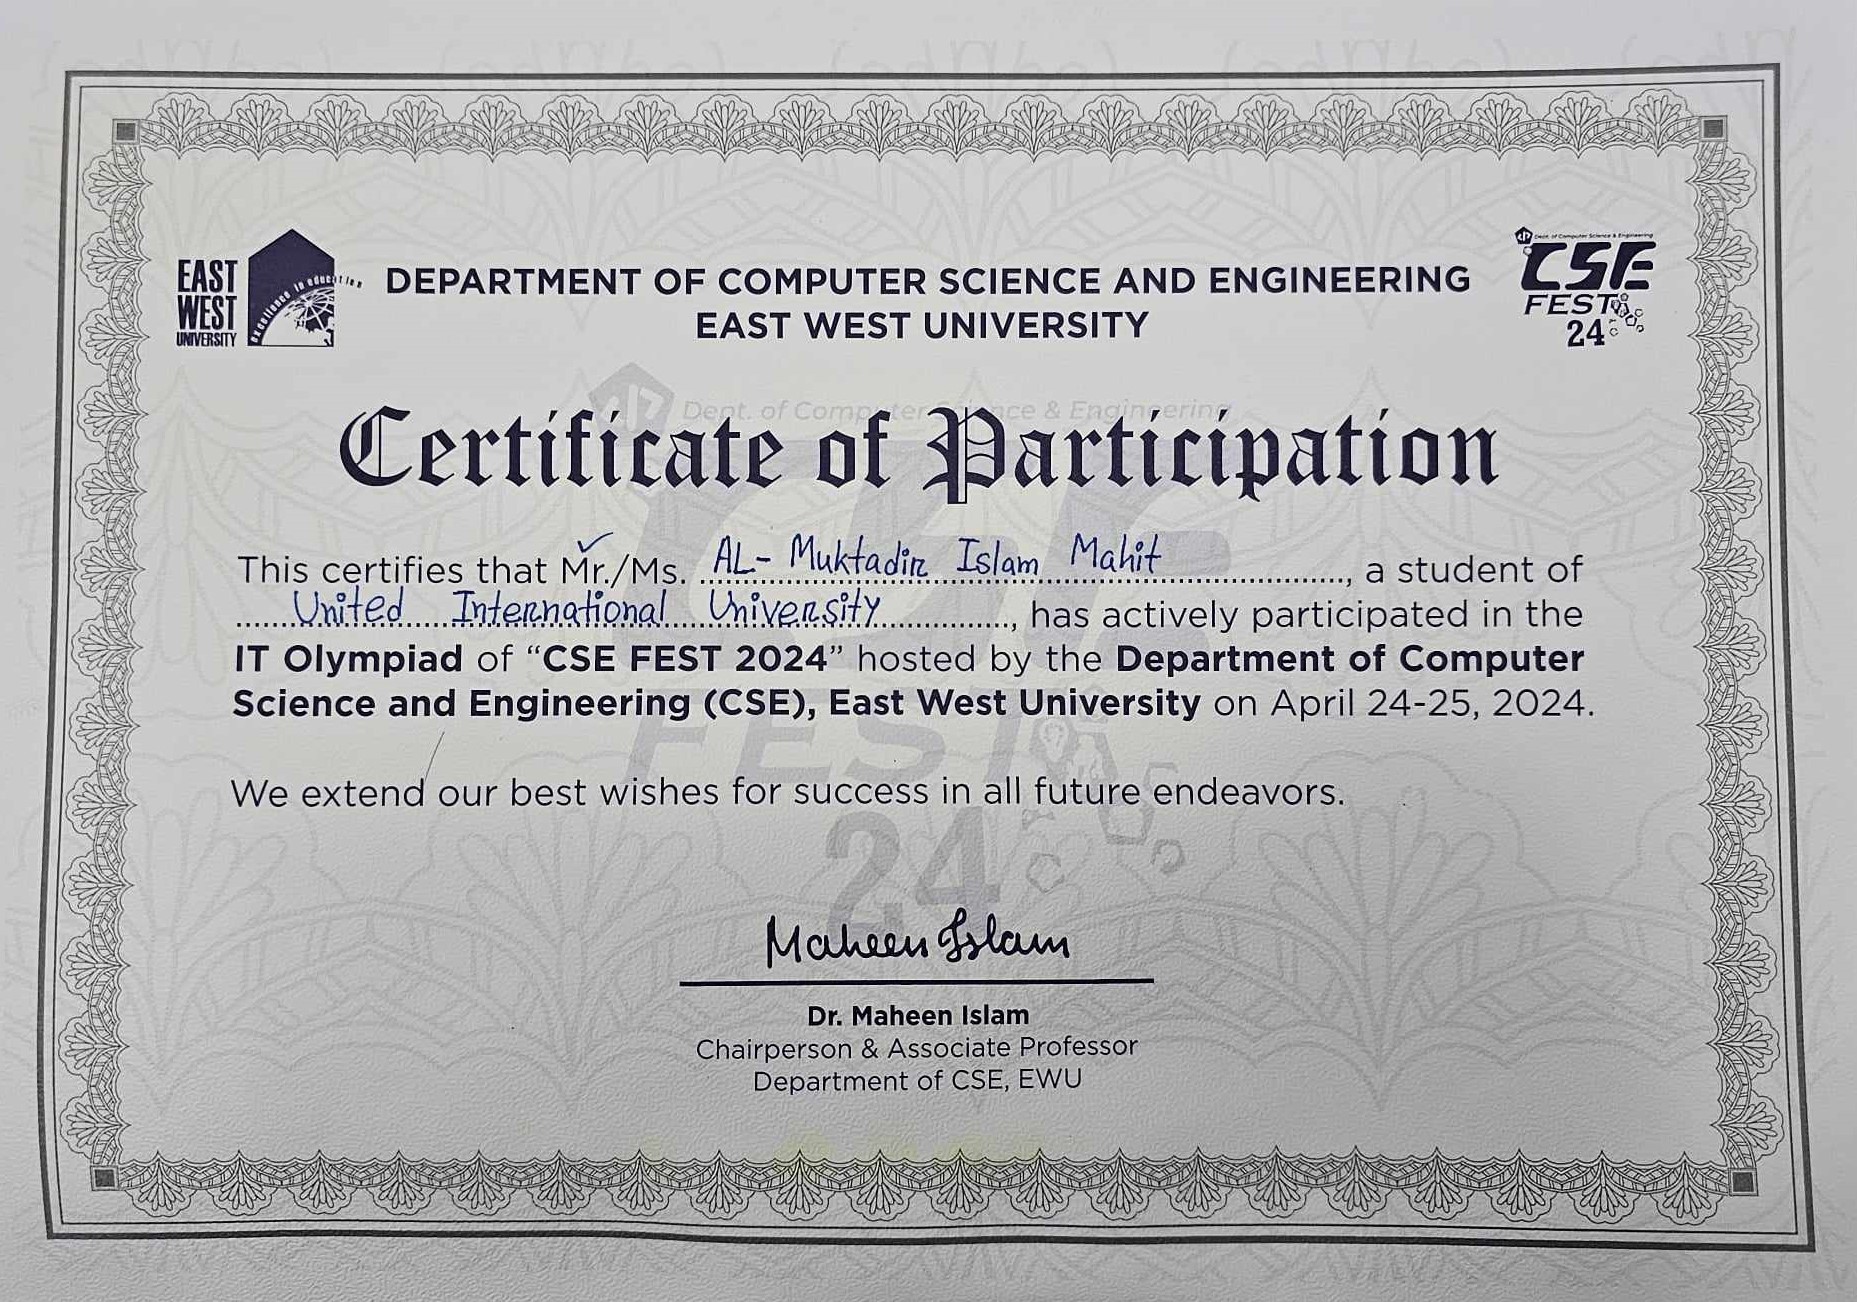 EAST
WEST
UNIVERSITY
Excellence in education
DEPARTMENT OF COMPUTER SCIENCE AND ENGINEERING
EAST WEST UNIVERSITY
Dept. of Computer Science & Engineering
CSE
FEST
24
Dept. of Computer Science & Engineering
Certificate of Participation
This certifies that Mr./Ms. AL- Muktadir Islam Mahit, a student of
United International University, has actively participated in the
IT Olympiad of “CSE FEST 2024” hosted by the Department of Computer
Science and Engineering (CSE), East West University on April 24-25, 2024.
CSE
FEST
24
We extend our best wishes for success in all future endeavors.
Maheen Islam
Dr. Maheen Islam
Chairperson & Associate Professor
Department of CSE, EWU